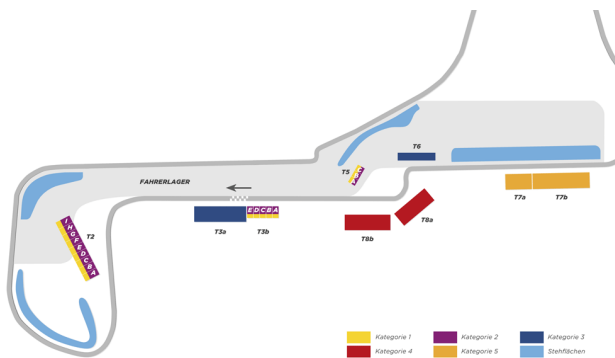 T6
T5
FAHRERLAGER
T7a
T7b
I
H
G
F
E
D
C
B
A
T2
E D C B A
T3a
T3b
T8a
T8b
Kategorie 1
Kategorie 2
Kategorie 3
Kategorie 4
Kategorie 5
Stehflächen